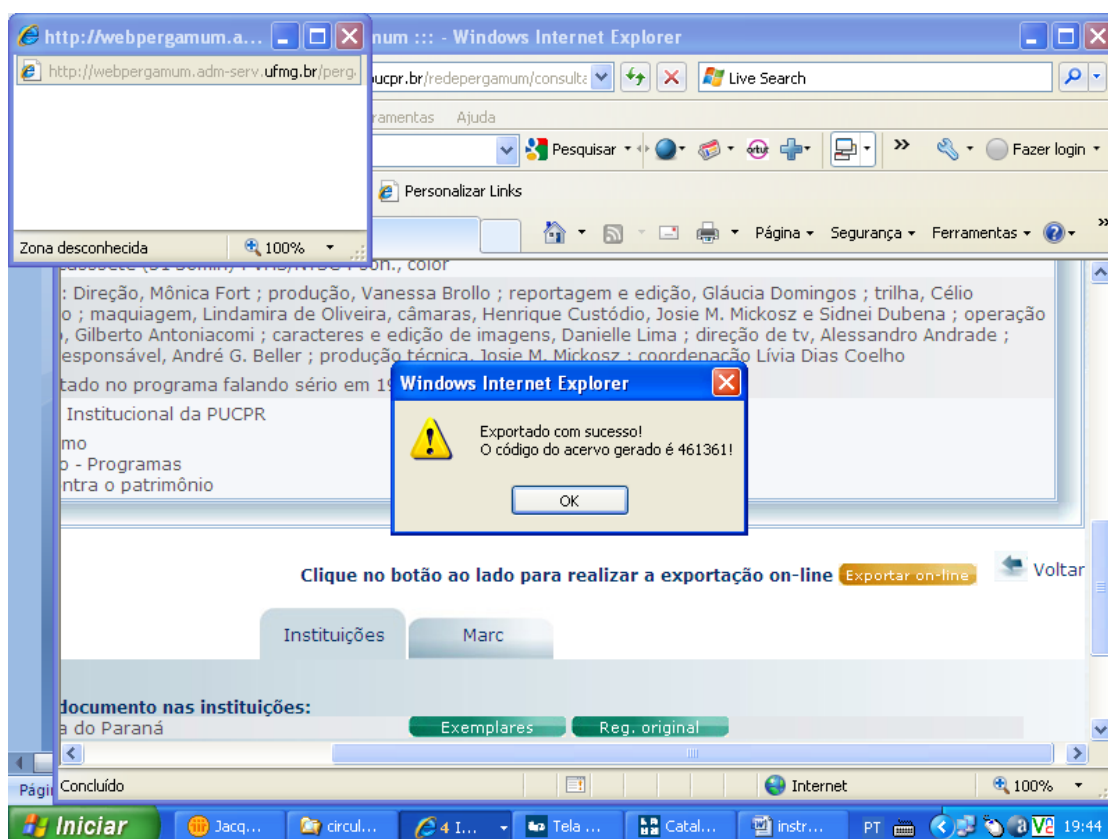 http://webpergamum.a...
num ::: - Windows Internet Explorer
http://webpergamum.adm-serv.ufmg.br/perg
pucpr.br/redepergamum/consulta
Live Search
ramentas Ajuda
Pesquisar
Fazer login
Personalizar Links
Zona desconhecida
100%
Página
Segurança
Ferramentas
: Direção, Mônica Fort ; produção, Vanessa Brollo ; reportagem e edição, Gláucia Domingos ; trilha, Célio
o ; maquiagem, Lindamira de Oliveira, câmaras, Henrique Custódio, Josie M. Mickosz e Sidnei Dubena ; operação
, Gilberto Antoniacomi ; caracteres e edição de imagens, Danielle Lima ; direção de tv, Alessandro Andrade ;
esponsável, André G. Beller ; produção técnica, Josie M. Mickosz ; coordenação Lívia Dias Coelho
tado no programa falando sério em 19
Windows Internet Explorer
Institucional da PUCPR
Exportado com sucesso!
O código do acervo gerado é 461361!
mo
o - Programas
ntra o patrimônio
OK
Clique no botão ao lado para realizar a exportação on-line
Exportar on-line
Voltar
Instituições
Marc
documento nas instituições:
a do Paraná
Exemplares
Reg. original
Pági
Concluído
Internet
100%
Iniciar
Jacq...
circul...
4 I...
Tela ...
Catal...
instr...
PT
19:44